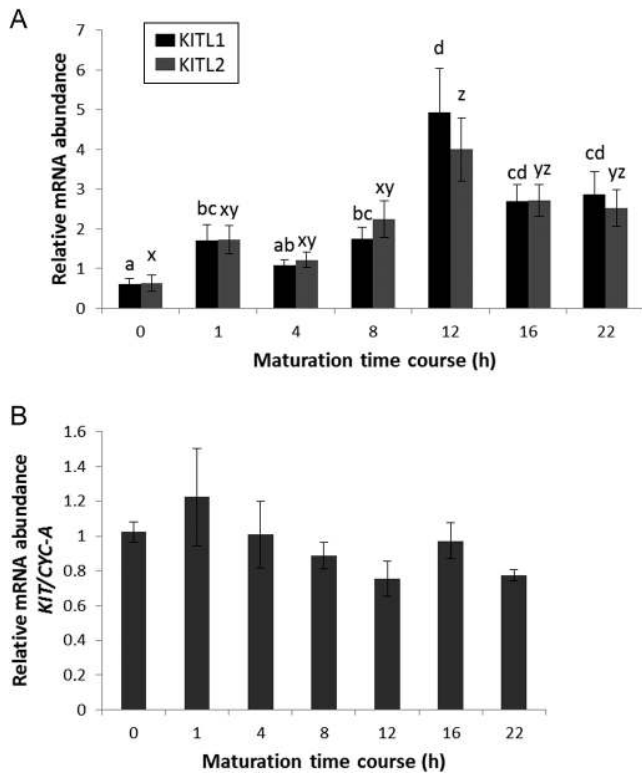 A
7
6
5
4
3
2
1
0
Relative mRNA abundance
KITL1
KITL2
a x
bc xy
ab xy
bc xy
d z
cd yz
cd yz
0 1 4 8 12 16 22
Maturation time course (h)
B
1.6
1.4
1.2
1
0.8
0.6
0.4
0.2
0
Relative mRNA abundance
KIT/CYC-A
0 1 4 8 12 16 22
Maturation time course (h)